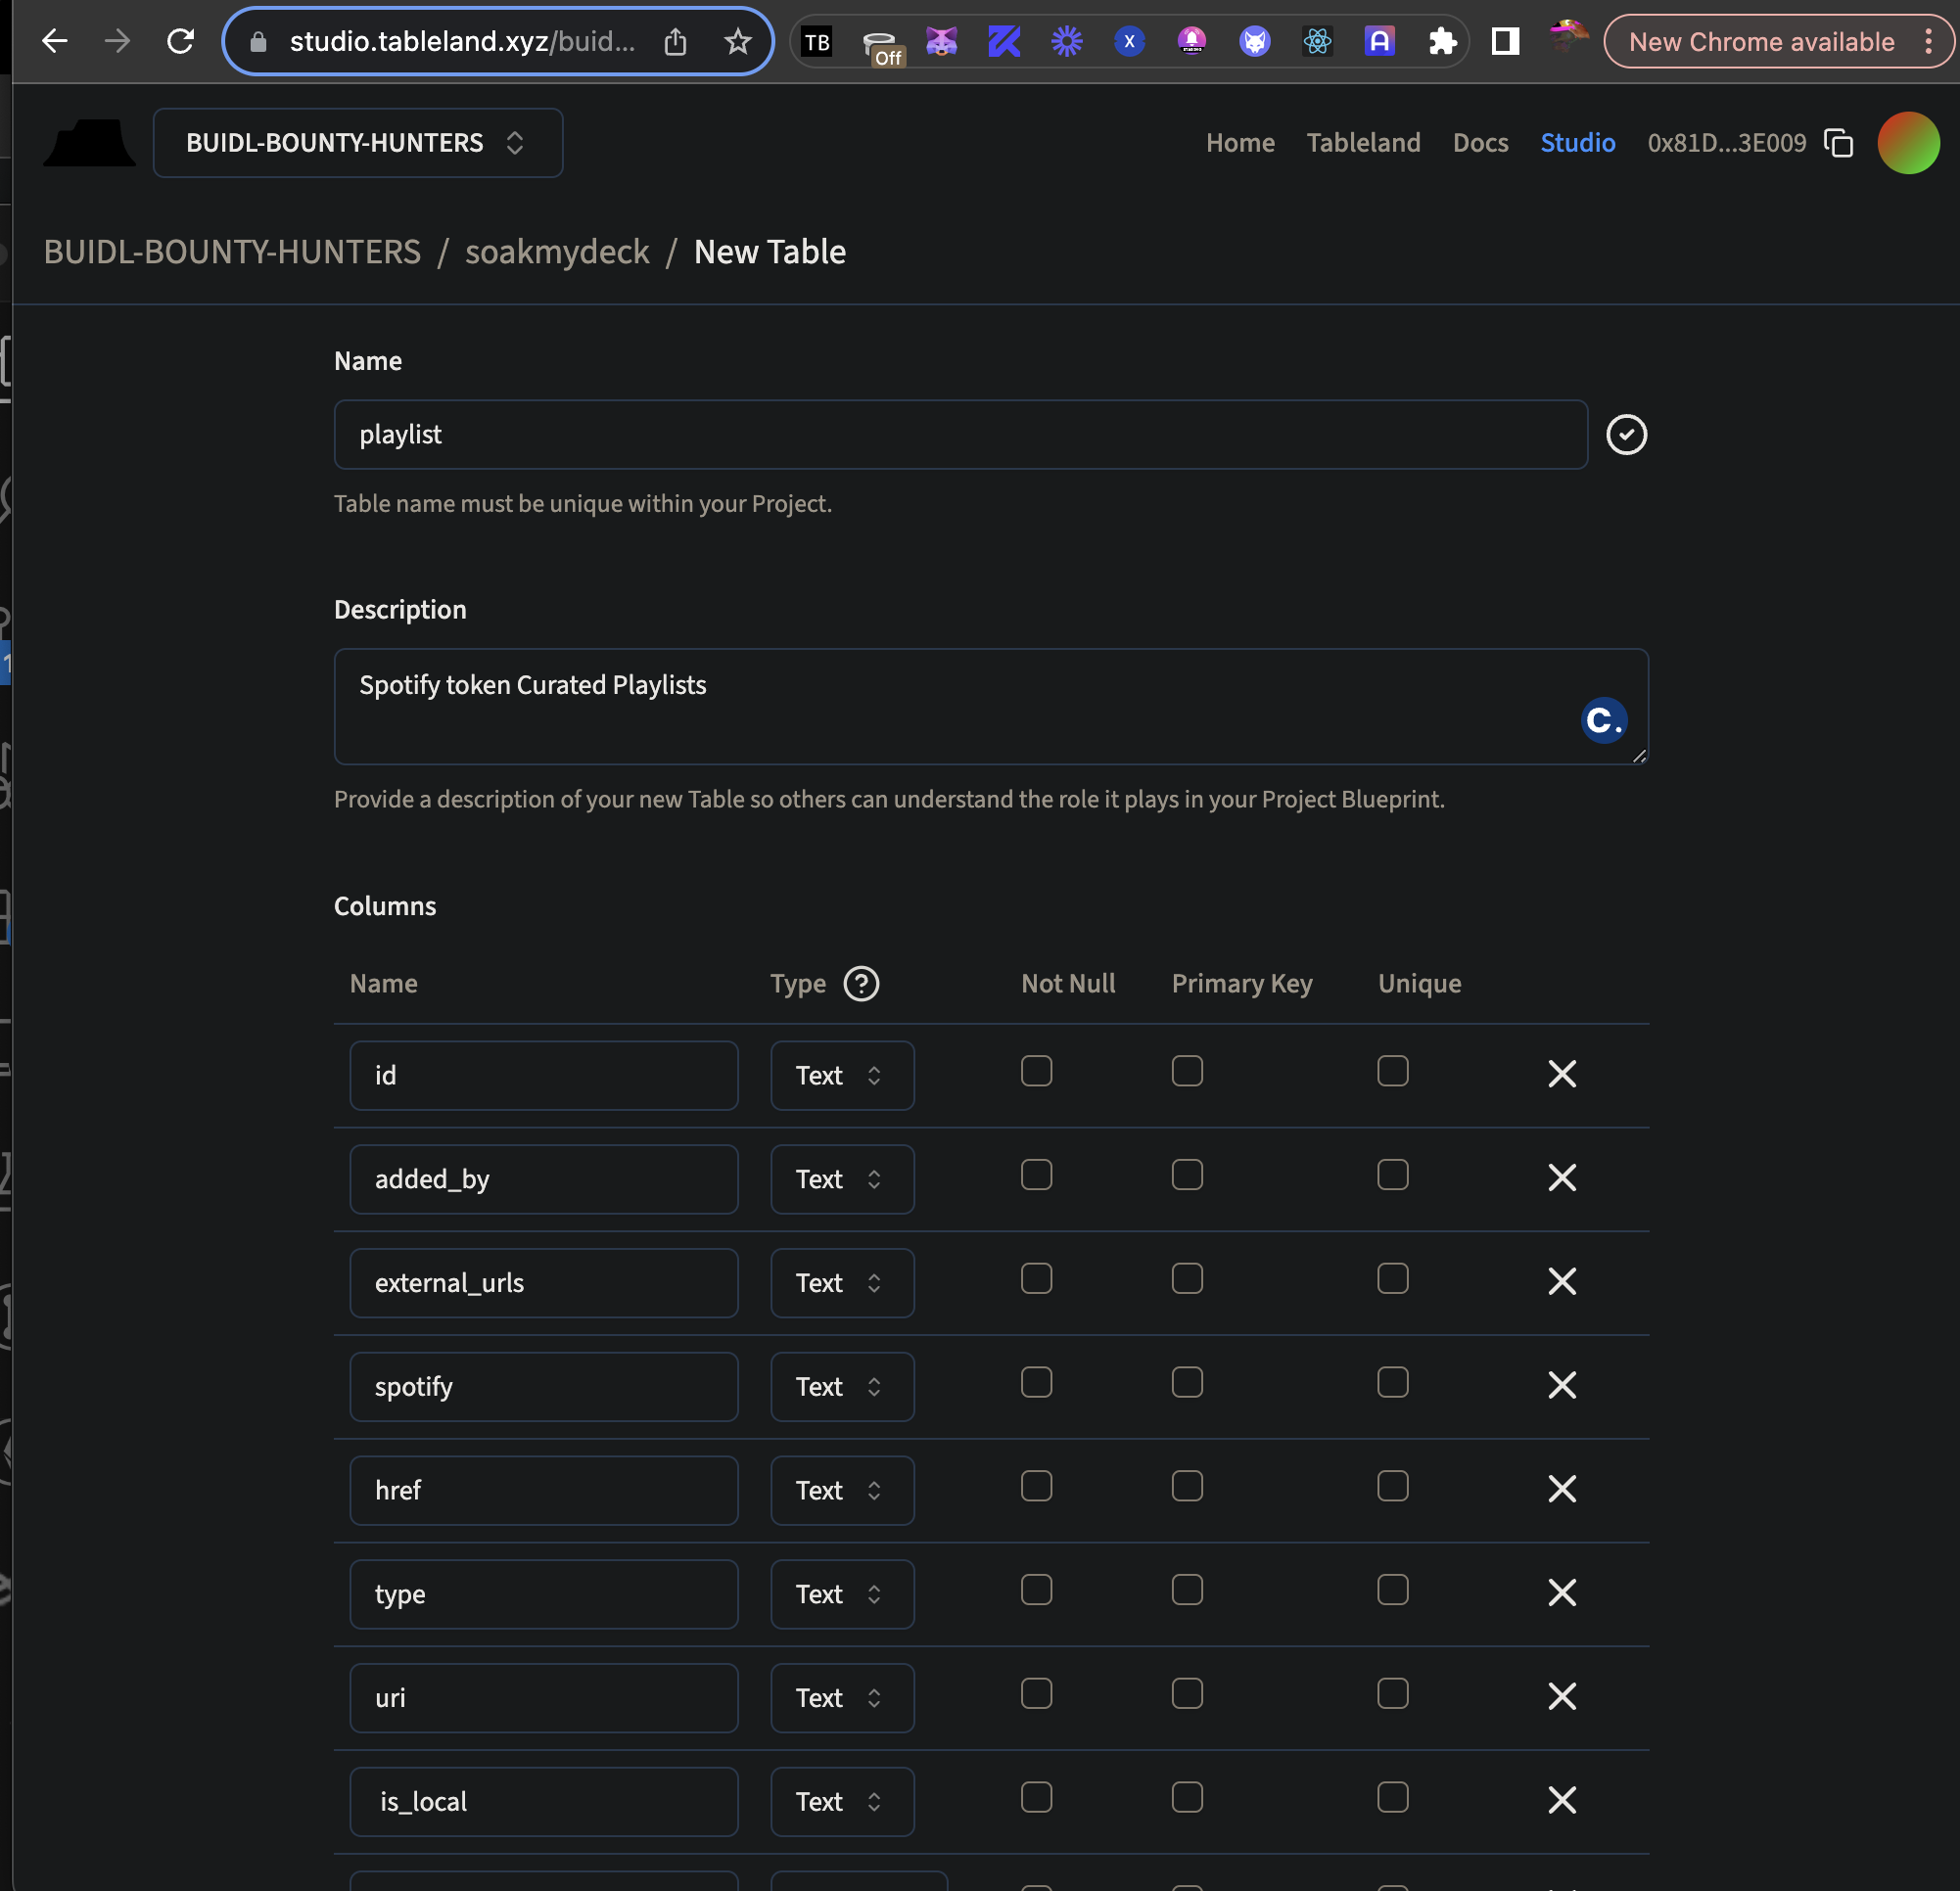 studio.tableland.xyz/buid...
TB
Off
X
A
New Chrome available
BUIDL-BOUNTY-HUNTERS
Home
Tableland
Docs
Studio
0x81D...3E009
BUIDL-BOUNTY-HUNTERS / soakmydeck / New Table
Name
playlist
Table name must be unique within your Project.
Description
Spotify token Curated Playlists
C.
Provide a description of your new Table so others can understand the role it plays in your Project Blueprint.
Columns
Name Type ? Not Null Primary Key Unique
id Text
added_by Text
external_urls Text
spotify Text
href Text
type Text
uri Text
is_local Text